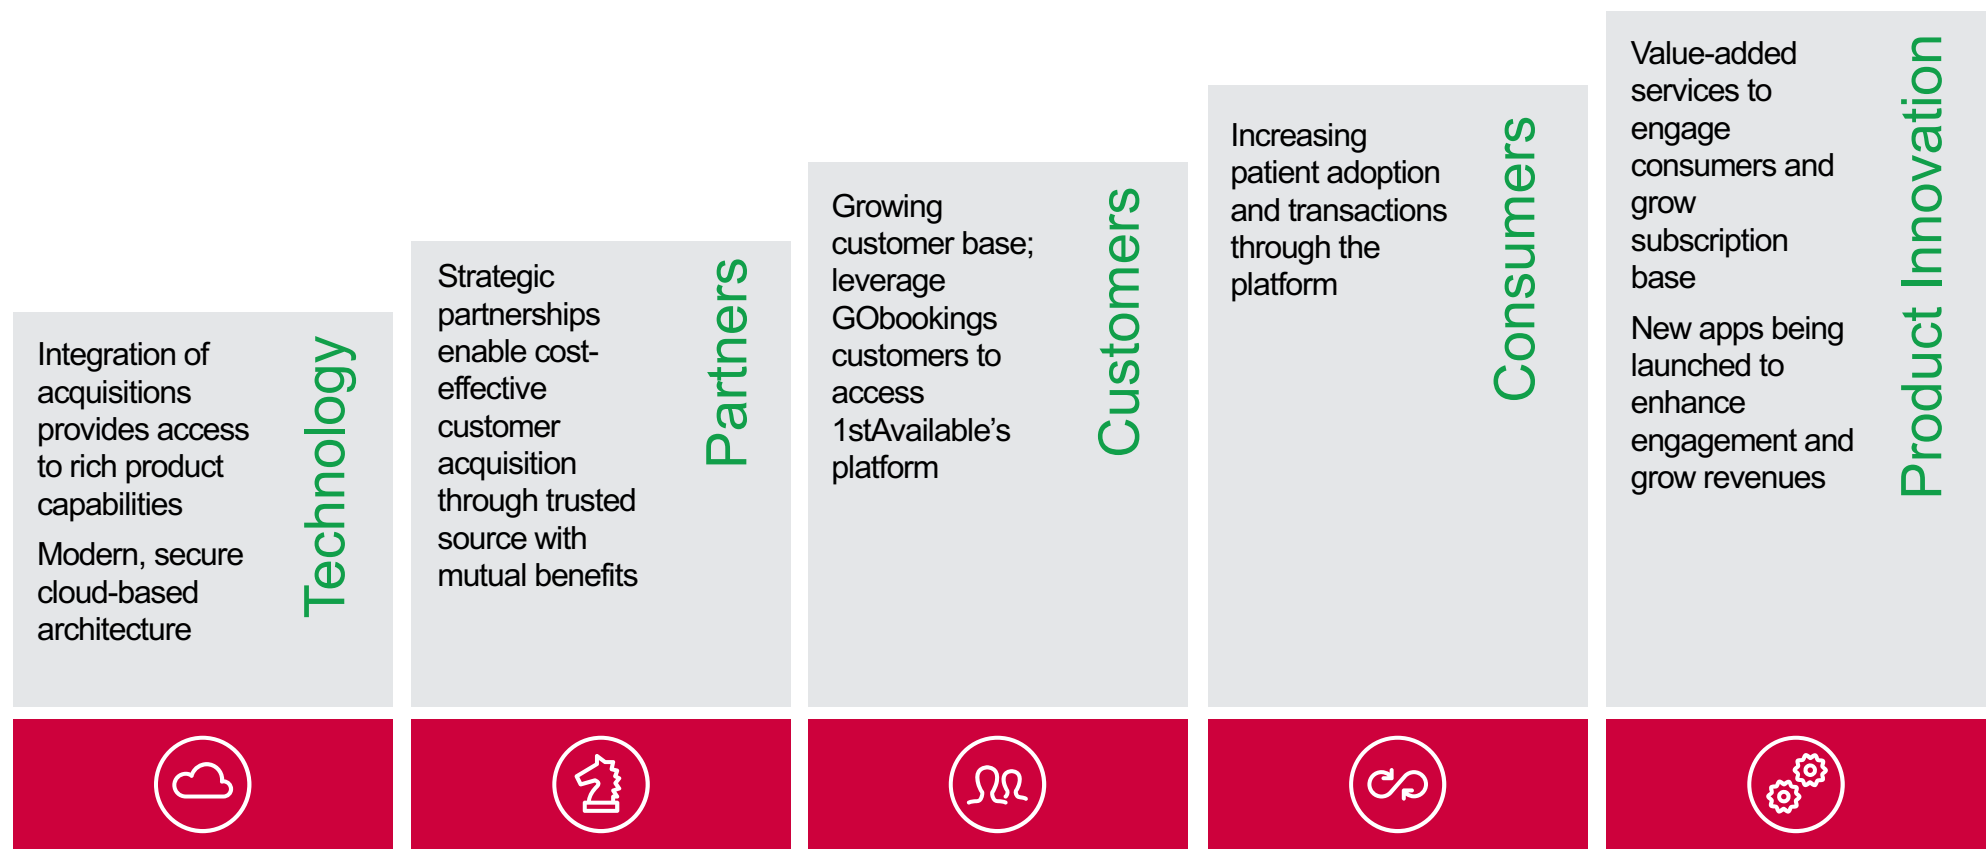 Integration of
acquisitions
provides access
to rich product
capabilities
Modern, secure
cloud-based
architecture
Technology
Strategic
partnerships
enable cost-
effective
customer
acquisition
through trusted
source with
mutual benefits
Partners
Growing
customer base;
leverage
GObookings
customers to
access
1stAvailable’s
platform
Customers
Increasing
patient adoption
and transactions
through the
platform
Consumers
Value-added
services to
engage
consumers and
grow
subscription
base
New apps being
launched to
enhance
engagement and
grow revenues
Product Innovation